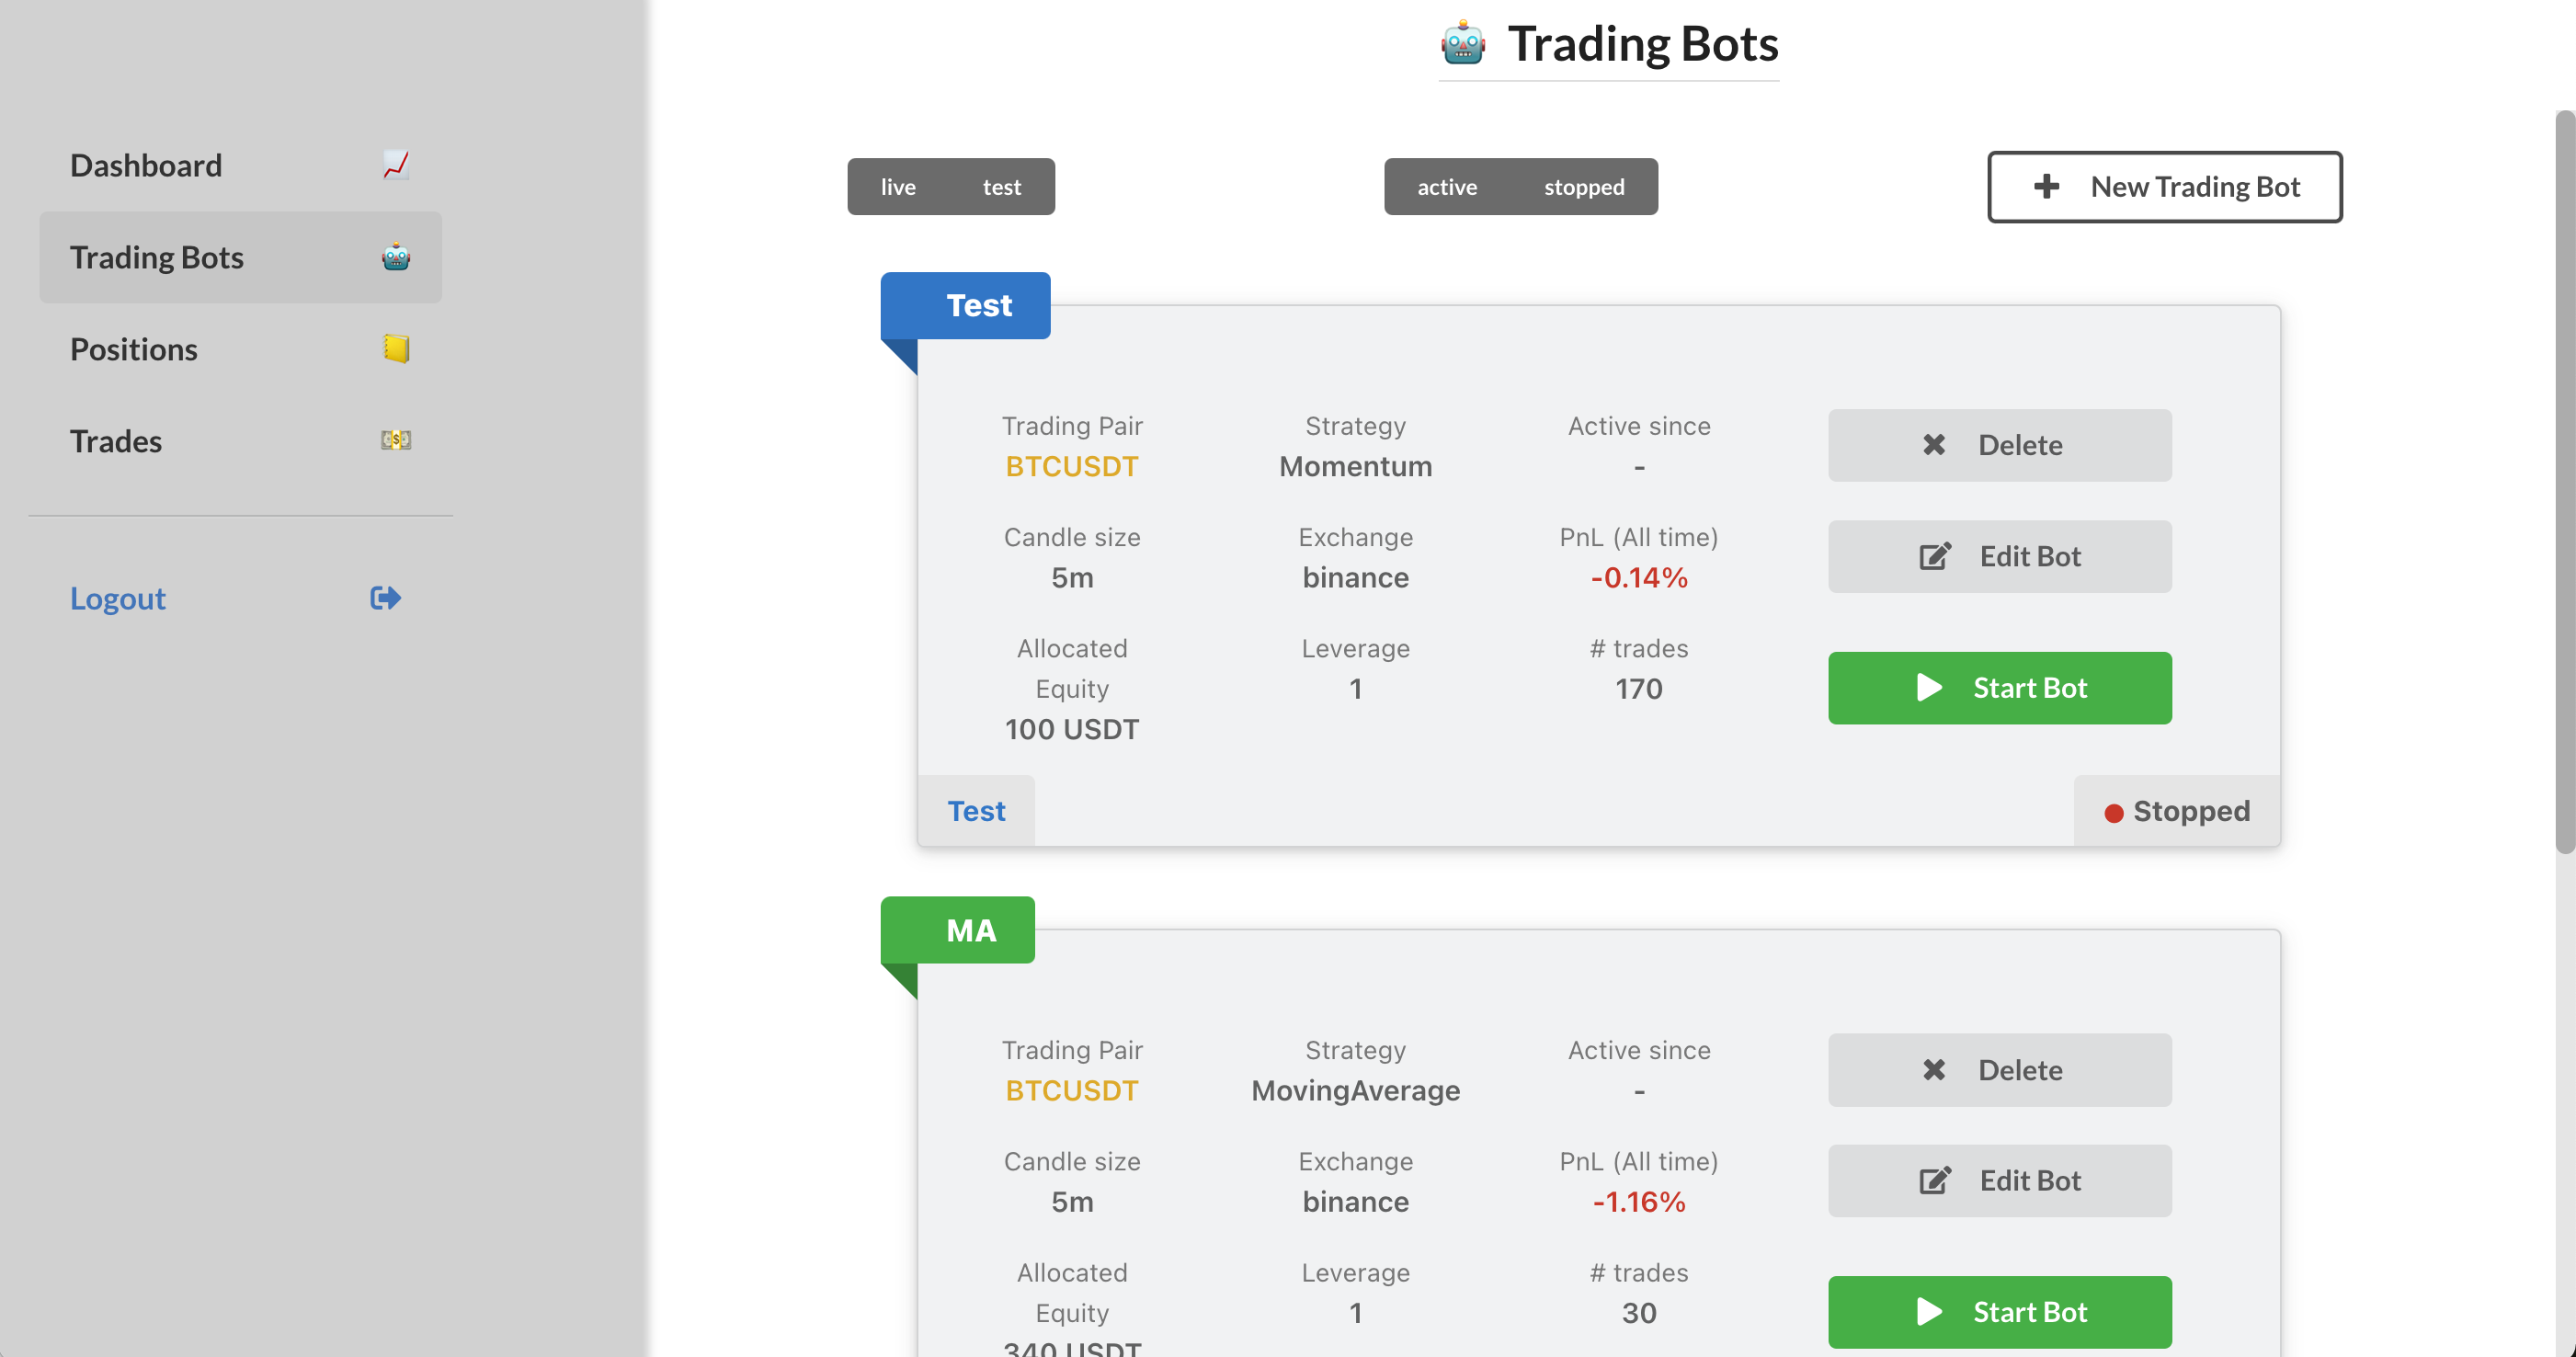 Trading Bots
Dashboard
Trading Bots
Positions
Trades
Logout
live test
active stopped
New Trading Bot
Test
Trading Pair Strategy Active since
BTCUSDT Momentum -
Delete
Candle size Exchange PnL (All time)
5m binance -0.14%
Edit Bot
Allocated Equity Leverage # trades
100 USDT 1 170
Start Bot
Test
Stopped
MA
Trading Pair Strategy Active since
BTCUSDT MovingAverage -
Delete
Candle size Exchange PnL (All time)
5m binance -1.16%
Edit Bot
Allocated Equity Leverage # trades
340 USDT 1 30
Start Bot